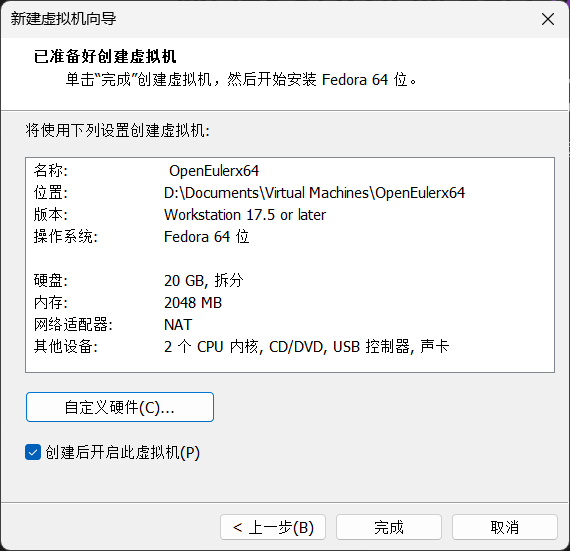 新建虚拟机向导
已准备好创建虚拟机
单击“完成”创建虚拟机，然后开始安装 Fedora 64 位。
将使用下列设置创建虚拟机:
名称: OpenEulerx64
位置: D:\Documents\Virtual Machines\OpenEulerx64
版本: Workstation 17.5 or later
操作系统: Fedora 64 位
硬盘: 20 GB, 拆分
内存: 2048 MB
网络适配器: NAT
其他设备: 2 个 CPU 内核, CD/DVD, USB 控制器, 声卡
自定义硬件(C)...
创建后开启此虚拟机(P)
< 上一步(B) 完成 取消